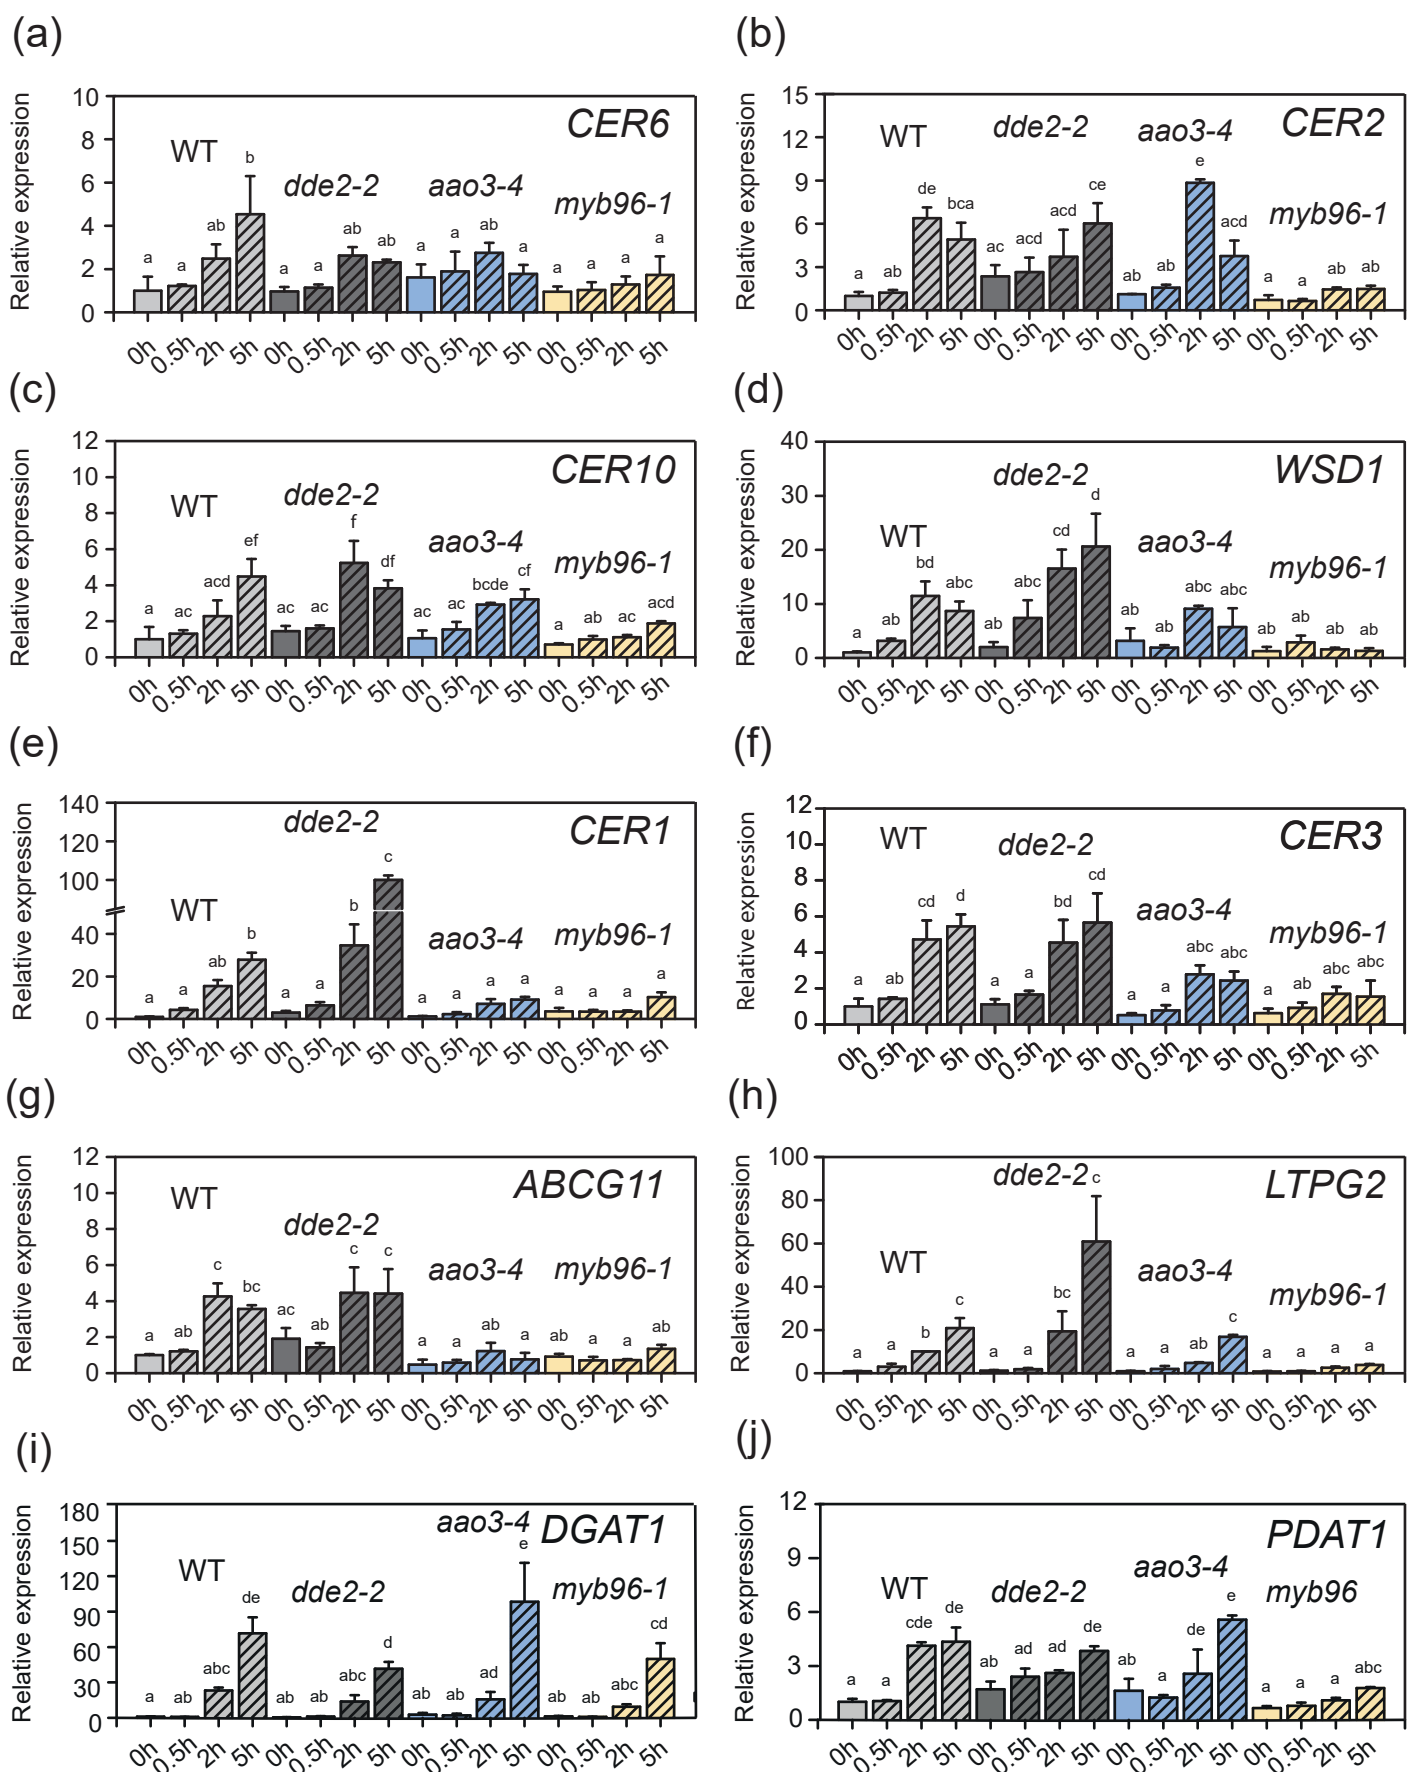 (a)
Relative expression
10
8
6
4
2
0
CER6
WT
dde2-2
aao3-4
myb96-1
a a ab b a a ab ab a a ab a a a a a
0h 0.5h 2h 5h 0h 0.5h 2h 5h 0h 0.5h 2h 5h 0h 0.5h 2h 5h
(b)
Relative expression
15
12
9
6
3
0
CER2
WT
dde2-2
aao3-4
myb96-1
a ab de bca ac acd acd ce ab ab e acd a a ab ab
0h 0.5h 2h 5h 0h 0.5h 2h 5h 0h 0.5h 2h 5h 0h 0.5h 2h 5h
(c)
Relative expression
12
10
8
6
4
2
0
CER10
WT
dde2-2
aao3-4
myb96-1
a ac acd ef ac ac f df ac ac bcde cf a ab ac acd
0h 0.5h 2h 5h 0h 0.5h 2h 5h 0h 0.5h 2h 5h 0h 0.5h 2h 5h
(d)
Relative expression
40
30
20
10
0
WSD1
WT
dde2-2
aao3-4
myb96-1
a ab bd abc ab abc cd d ab ab abc abc ab ab ab ab
0h 0.5h 2h 5h 0h 0.5h 2h 5h 0h 0.5h 2h 5h 0h 0.5h 2h 5h
(e)
Relative expression
140
120
100
40
20
0
CER1
WT
dde2-2
aao3-4
myb96-1
a a ab b a a b c a a a a a a a a
0h 0.5h 2h 5h 0h 0.5h 2h 5h 0h 0.5h 2h 5h 0h 0.5h 2h 5h
(f)
Relative expression
12
10
8
6
4
2
0
CER3
WT
dde2-2
aao3-4
myb96-1
a ab cd d a a bd cd a a abc abc a ab abc abc
0h 0.5h 2h 5h 0h 0.5h 2h 5h 0h 0.5h 2h 5h 0h 0.5h 2h 5h
(g)
Relative expression
12
10
8
6
4
2
0
ABCG11
WT
dde2-2
aao3-4
myb96-1
a ab c bc ac ab c c a a ab a ab a a ab
0h 0.5h 2h 5h 0h 0.5h 2h 5h 0h 0.5h 2h 5h 0h 0.5h 2h 5h
(h)
Relative expression
100
80
60
40
20
0
LTPG2
WT
dde2-2
aao3-4
myb96-1
a a b c a a bc c a a ab c a a a a
0h 0.5h 2h 5h 0h 0.5h 2h 5h 0h 0.5h 2h 5h 0h 0.5h 2h 5h
(i)
Relative expression
180
150
120
90
60
30
0
DGAT1
WT
dde2-2
aao3-4
myb96-1
a ab abc de ab ab abc d ab ab ad e ab ab abc cd
0h 0.5h 2h 5h 0h 0.5h 2h 5h 0h 0.5h 2h 5h 0h 0.5h 2h 5h
(j)
Relative expression
12
9
6
3
0
PDAT1
WT
dde2-2
aao3-4
myb96
a a cde de ab ad ad de ab a de e a a a abc
0h 0.5h 2h 5h 0h 0.5h 2h 5h 0h 0.5h 2h 5h 0h 0.5h 2h 5h